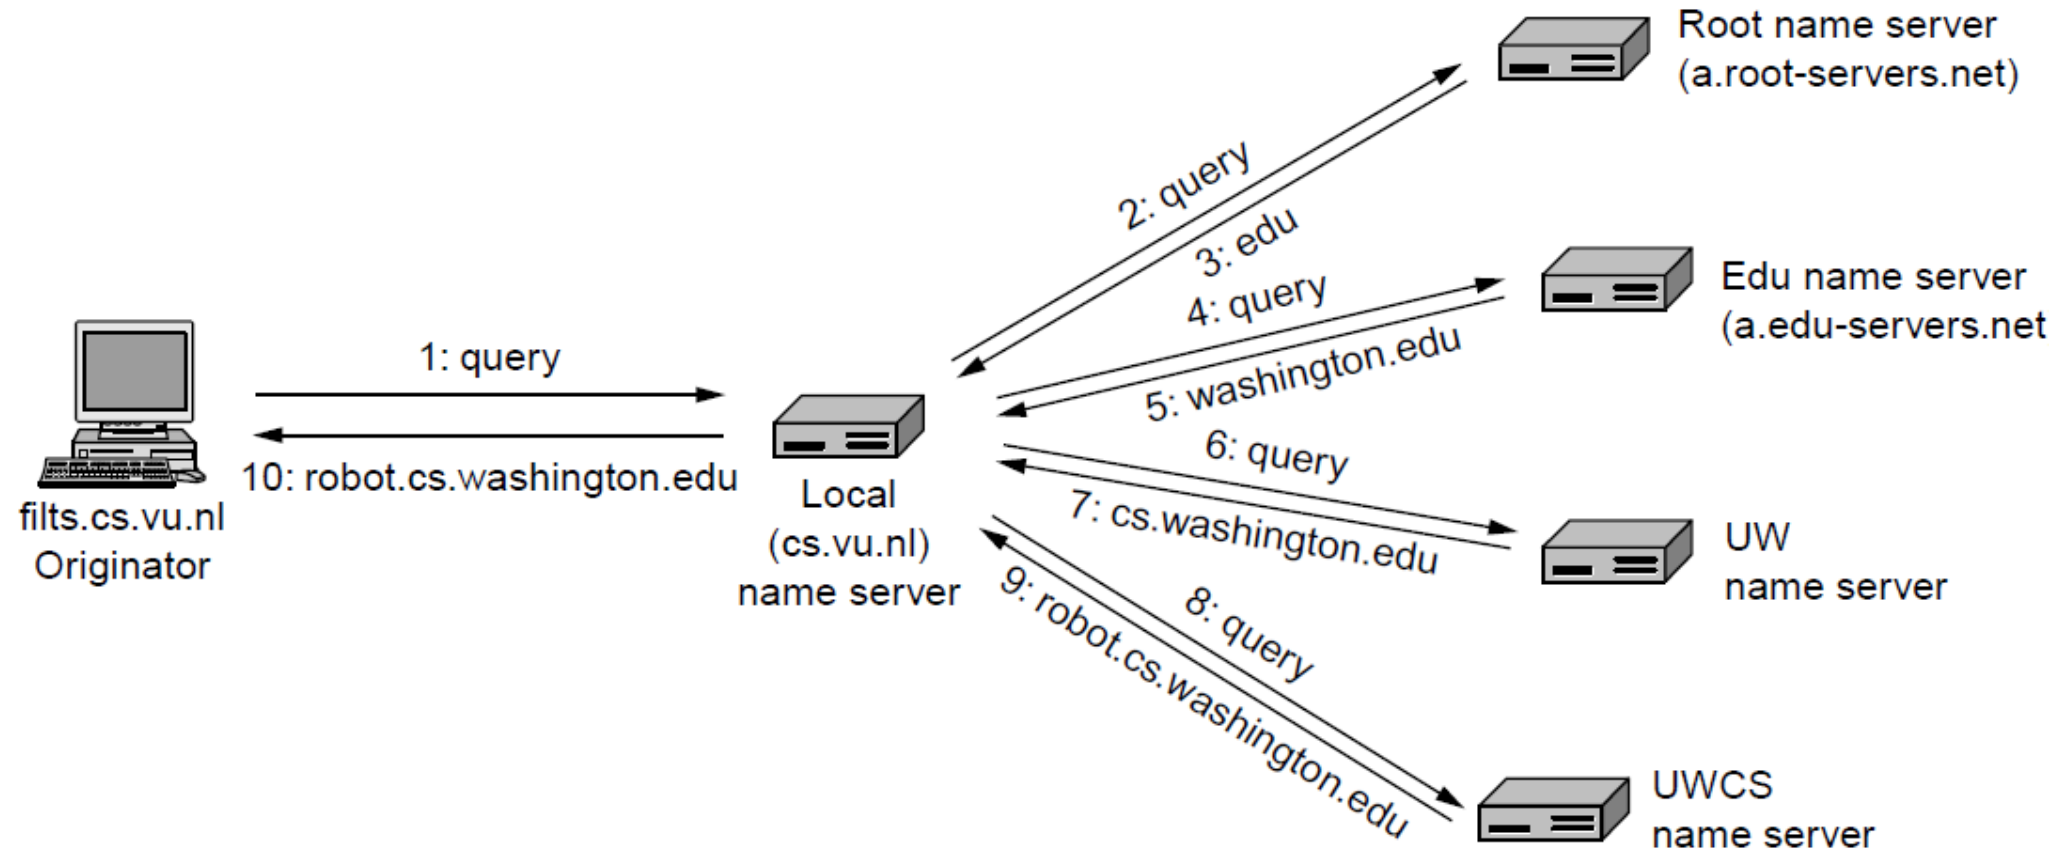 Root name server
(a.root-servers.net)
2: query
3: edu
4: query
Edu name server
(a.edu-servers.net
5: washington.edu
1: query
10: robot.cs.washington.edu
filts.cs.vu.nl
Originator
Local
(cs.vu.nl)
name server
6: query
7: cs.washington.edu
UW
name server
8: query
9: robot.cs.washington.edu
UWCS
name server